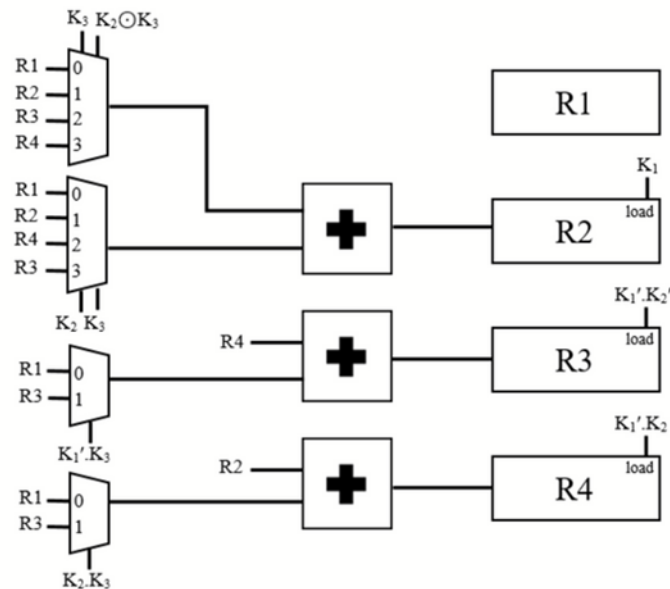 K₃ K₂⊙K₃
R1 0
R2 1
R3 2
R4 3
R1
K₁
R1 0
R2 1
R4 2
R3 3
load
R2
K₂ K₃
K₁'.K₂'
R4
load
R3
R1 0
R3 1
K₁'.K₃
K₁'.K₂
R2
load
R4
R1 0
R3 1
K₂.K₃